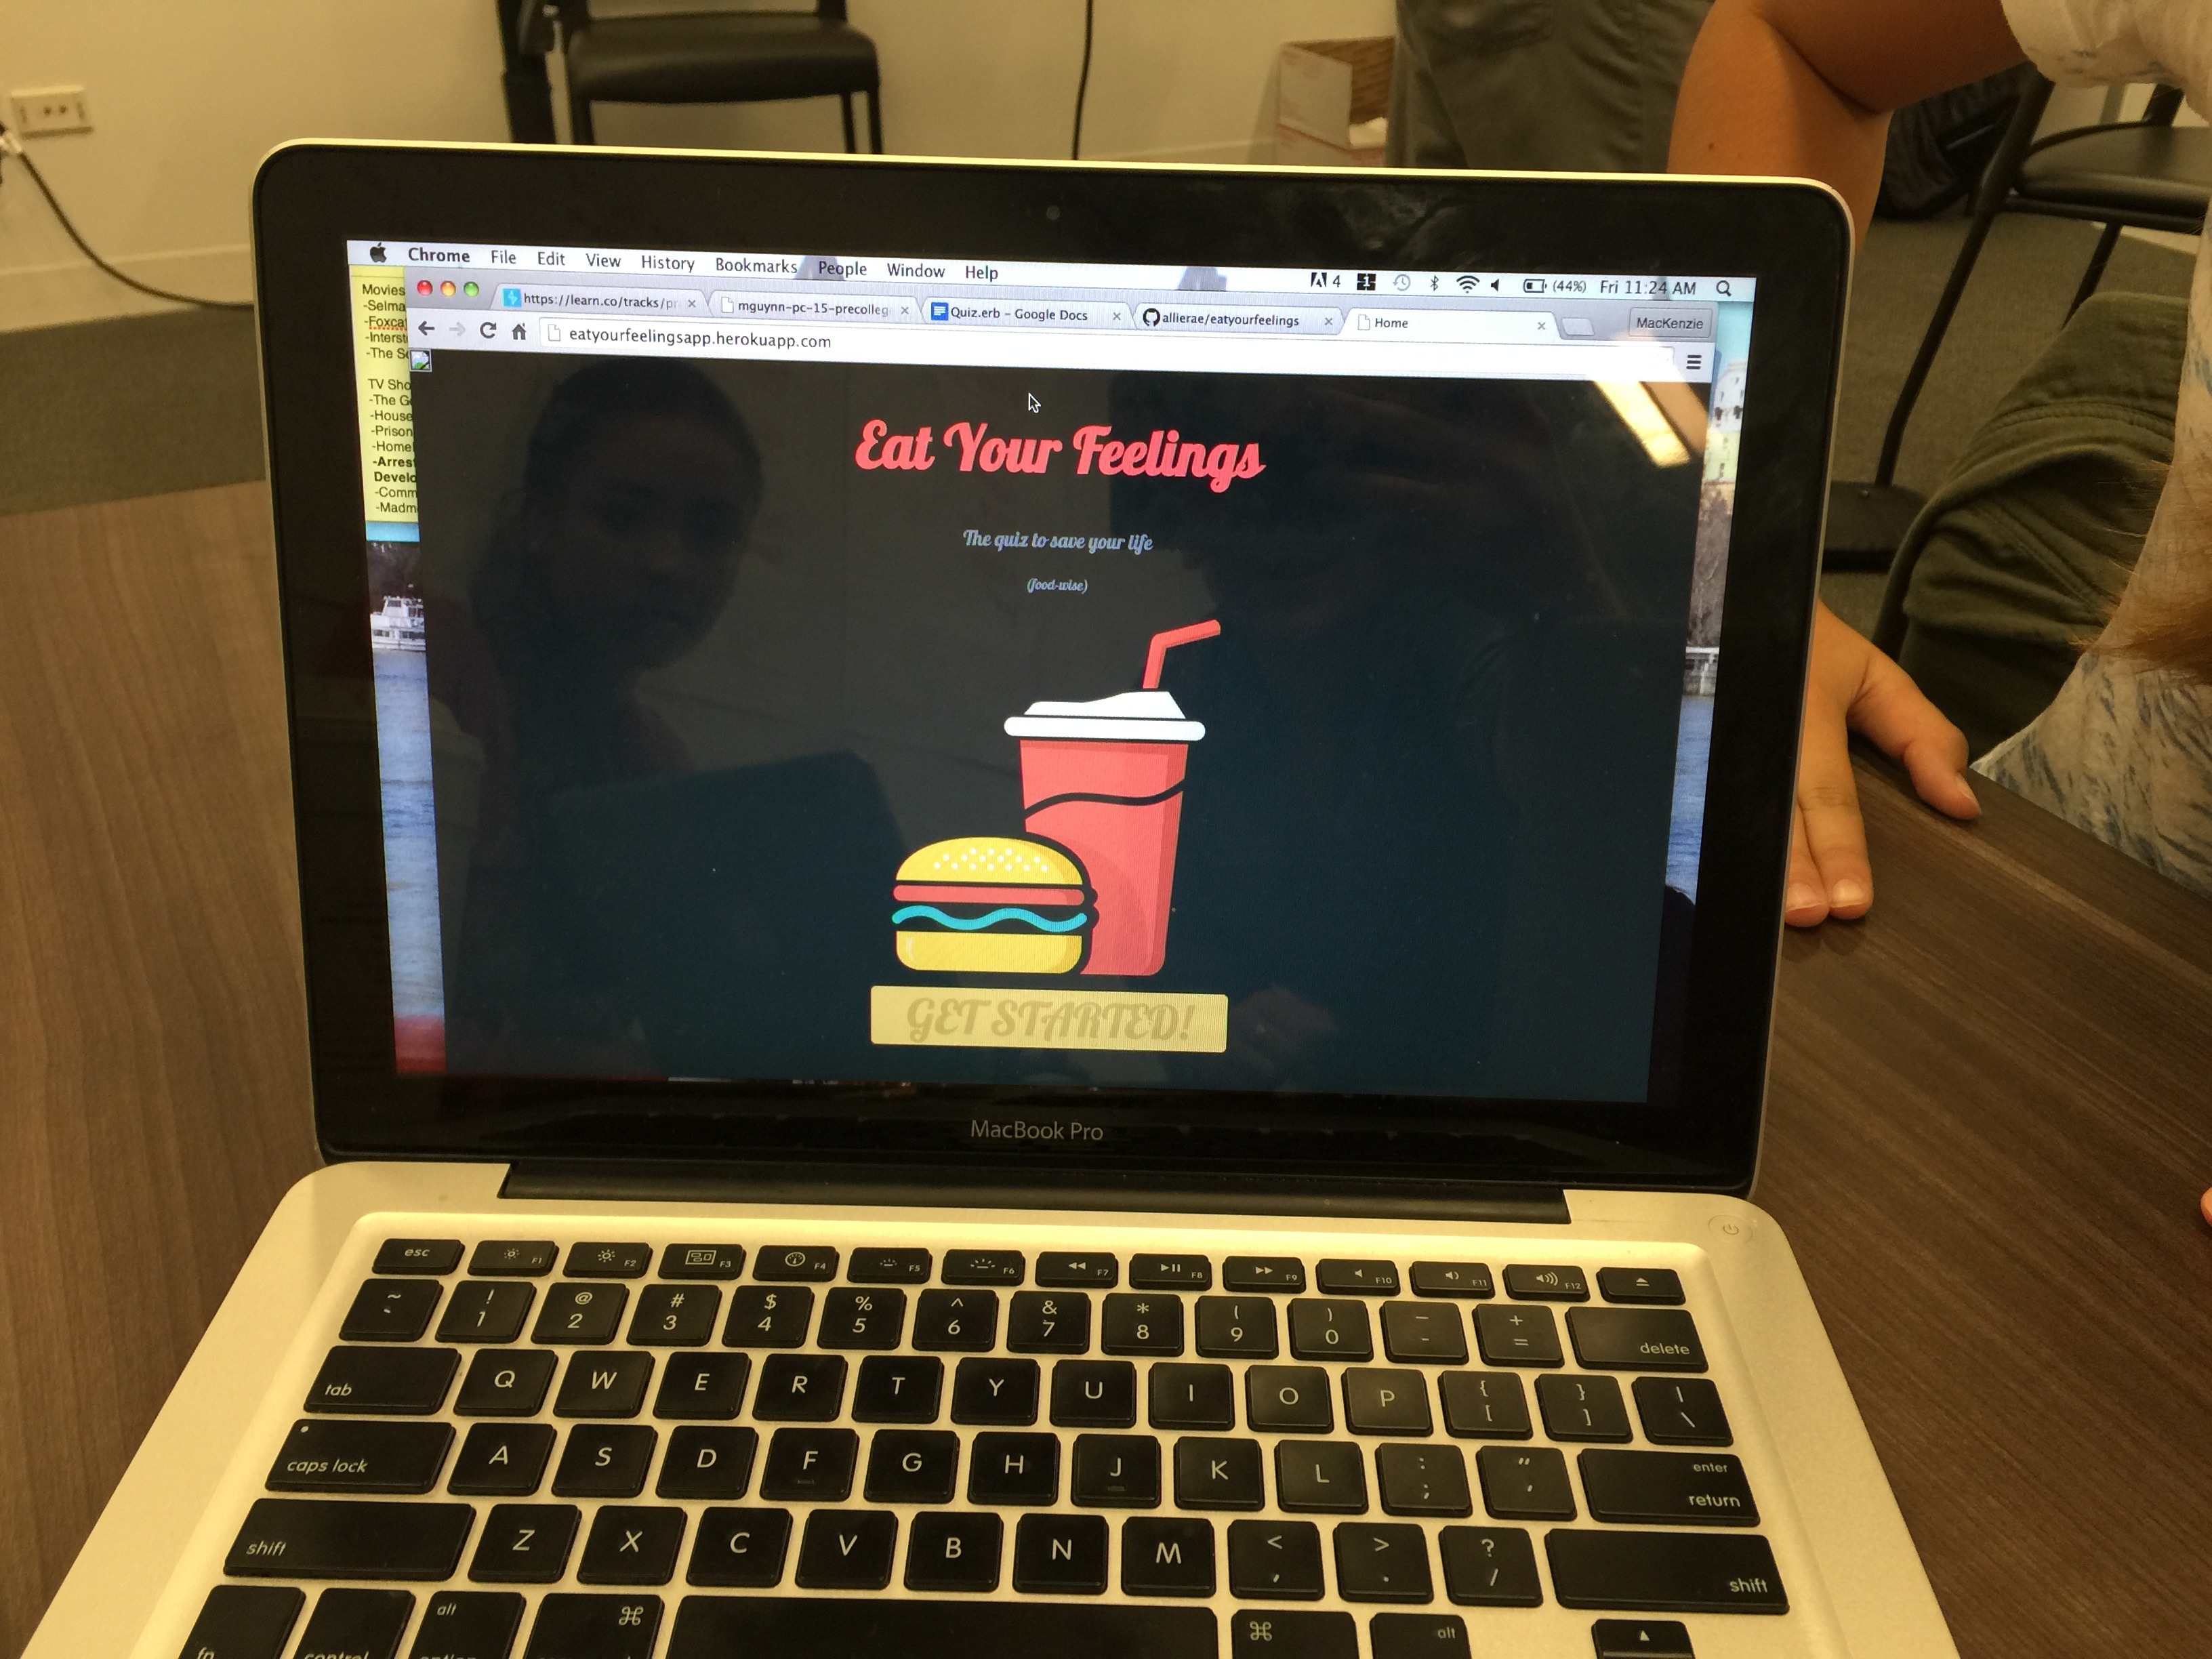 Chrome File Edit View History Bookmarks People Window Help 4 1 (44%) Fri 11:24 AM
https://learn.co/tracks/pr mguynn-pc-15-precolleg Quiz.erb - Google Docs allierae/eatyourfeelings Home MacKenzie
eatyourfeelingsapp.herokuapp.com
Movies
-Selma
-Foxca
-Interst
-The S
TV Sho
-The G
-House
-Prison
-Home
-Arres
Develo
-Comm
-Madm
Eat Your Feelings
The quiz to save your life
(food-wise)
GET STARTED!
MacBook Pro
esc F1 F2 F3 F4 F5 F6 F7 F8 F9 F10 F11 F12
~ ! @ # $ % ^ & * ( ) _ +
` 1 2 3 4 5 6 7 8 9 0 - = delete
tab Q W E R T Y U I O P { [ } ] | \
caps lock A S D F G H J K L : ; " ' enter return
shift Z X C V B N M < , > . ? / shift
fn control alt option ⌘ ⌘ alt